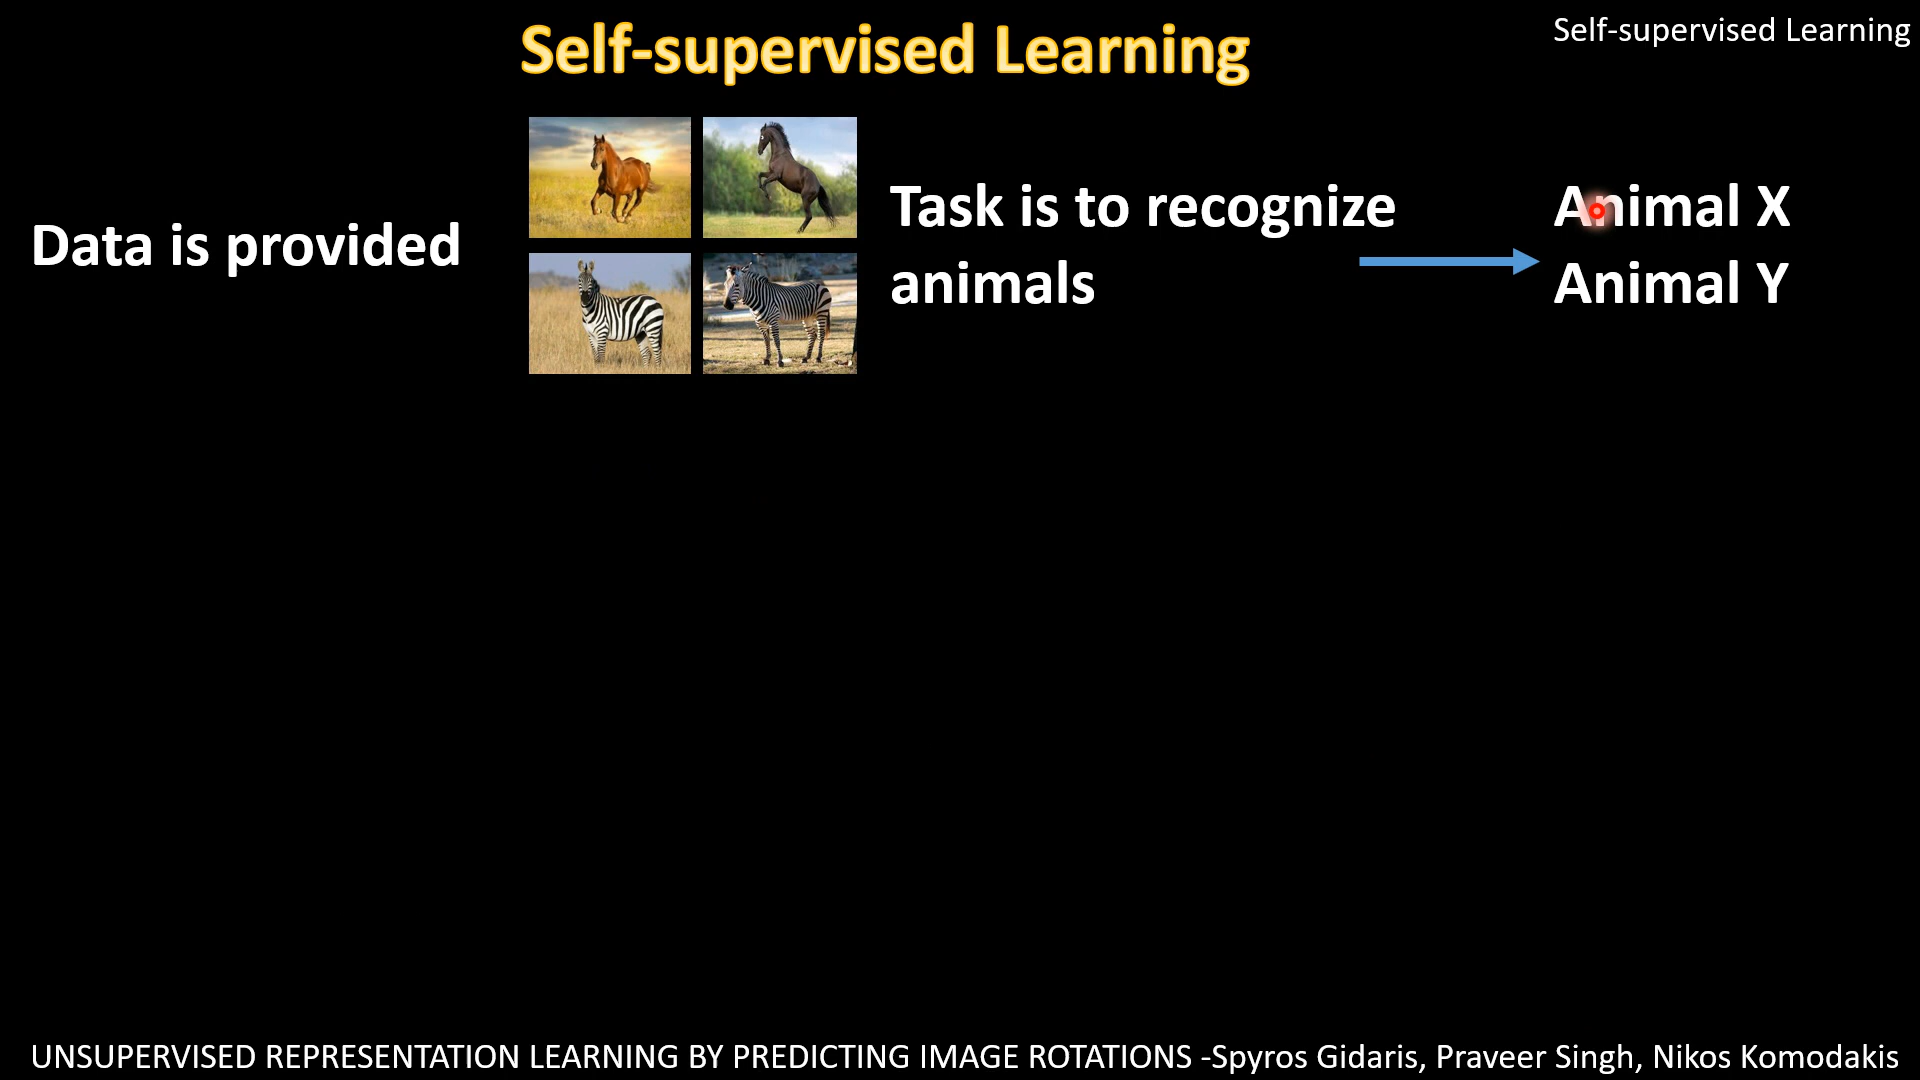 Self-supervised Learning
Self-supervised Learning
Data is provided
Task is to recognize
animals
Animal X
Animal Y
UNSUPERVISED REPRESENTATION LEARNING BY PREDICTING IMAGE ROTATIONS -Spyros Gidaris, Praveer Singh, Nikos Komodakis